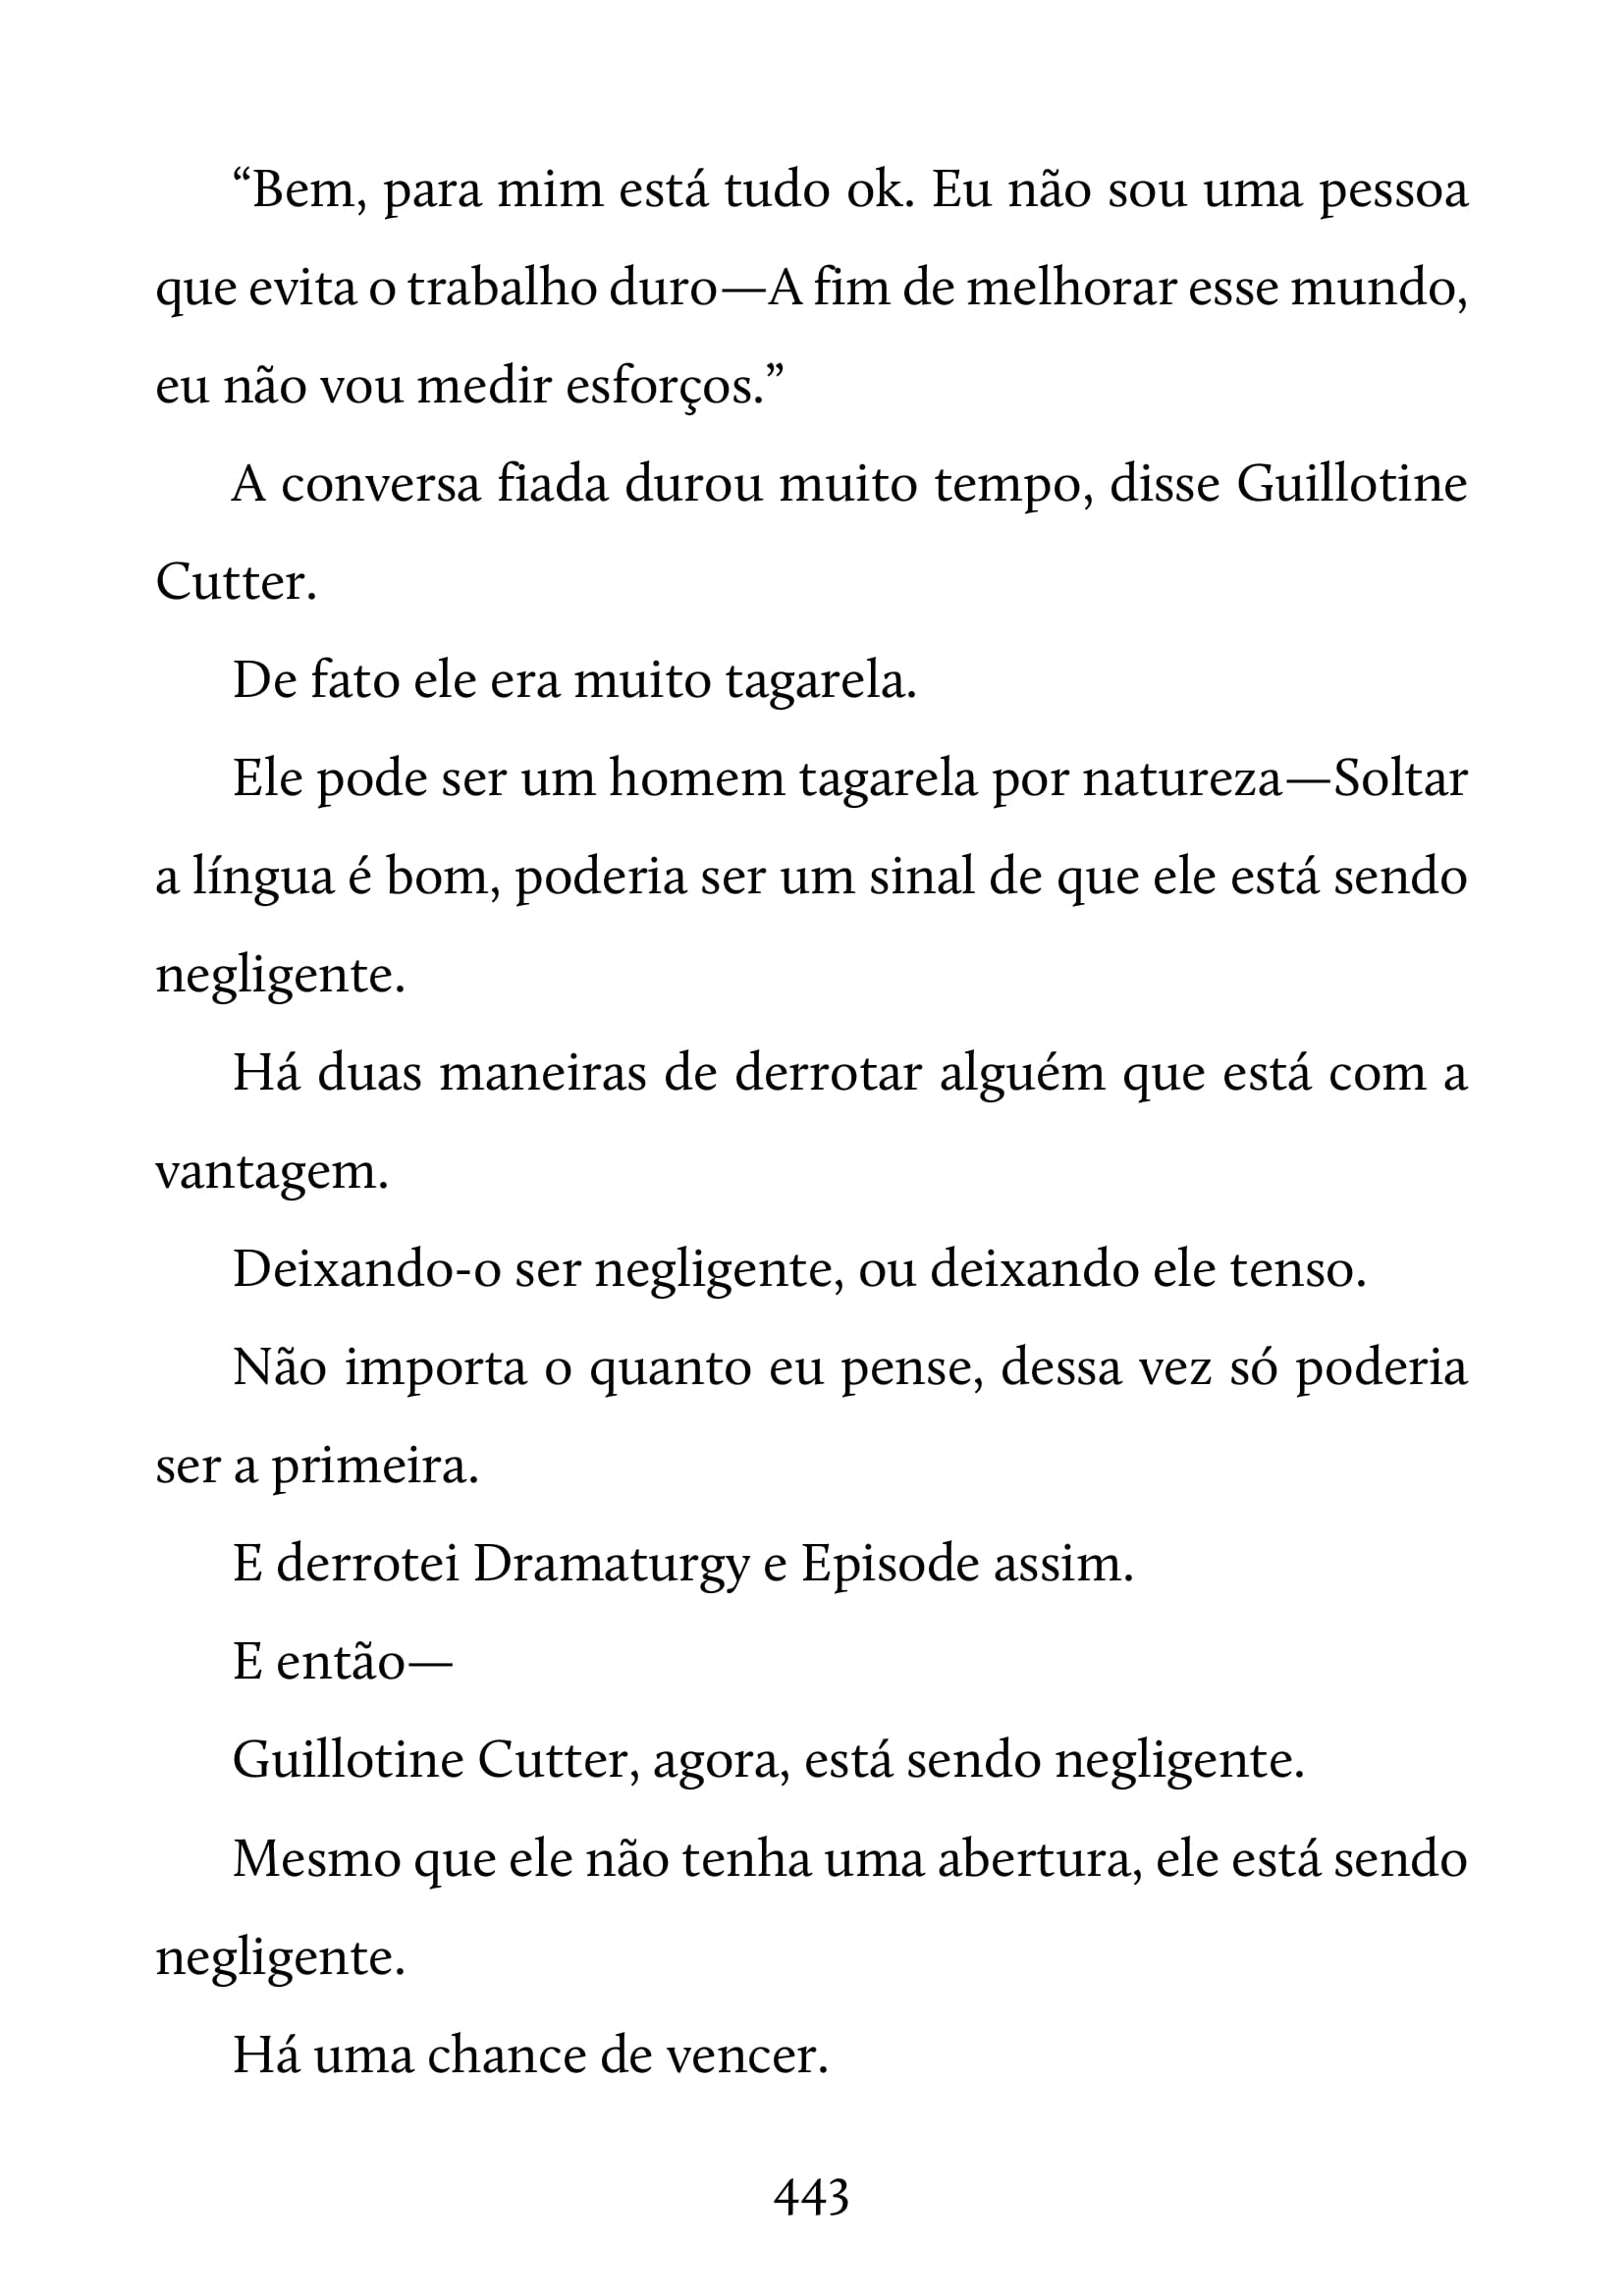 “Bem, para mim está tudo ok. Eu não sou uma pessoa
que evita o trabalho duro—A fim de melhorar esse mundo,
eu não vou medir esforços.”
A conversa fiada durou muito tempo, disse Guillotine
Cutter.
De fato ele era muito tagarela.
Ele pode ser um homem tagarela por natureza—Soltar
a língua é bom, poderia ser um sinal de que ele está sendo
negligente.
Há duas maneiras de derrotar alguém que está com a
vantagem.
Deixando-o ser negligente, ou deixando ele tenso.
Não importa o quanto eu pense, dessa vez só poderia
ser a primeira.
E derrotei Dramaturgy e Episode assim.
E então—
Guillotine Cutter, agora, está sendo negligente.
Mesmo que ele não tenha uma abertura, ele está sendo
negligente.
Há uma chance de vencer.
443